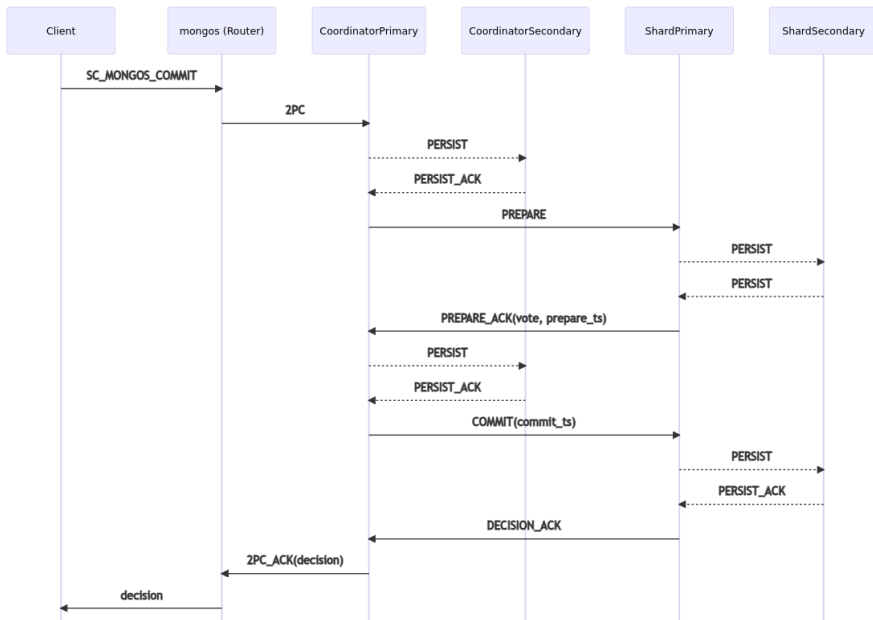 Client
mongos (Router)
CoordinatorPrimary
CoordinatorSecondary
ShardPrimary
ShardSecondary
SC_MONGOS_COMMIT
2PC
PERSIST
PERSIST_ACK
PREPARE
PERSIST
PERSIST
PREPARE_ACK(vote, prepare_ts)
PERSIST
PERSIST_ACK
COMMIT(commit_ts)
PERSIST
PERSIST_ACK
DECISION_ACK
2PC_ACK(decision)
decision